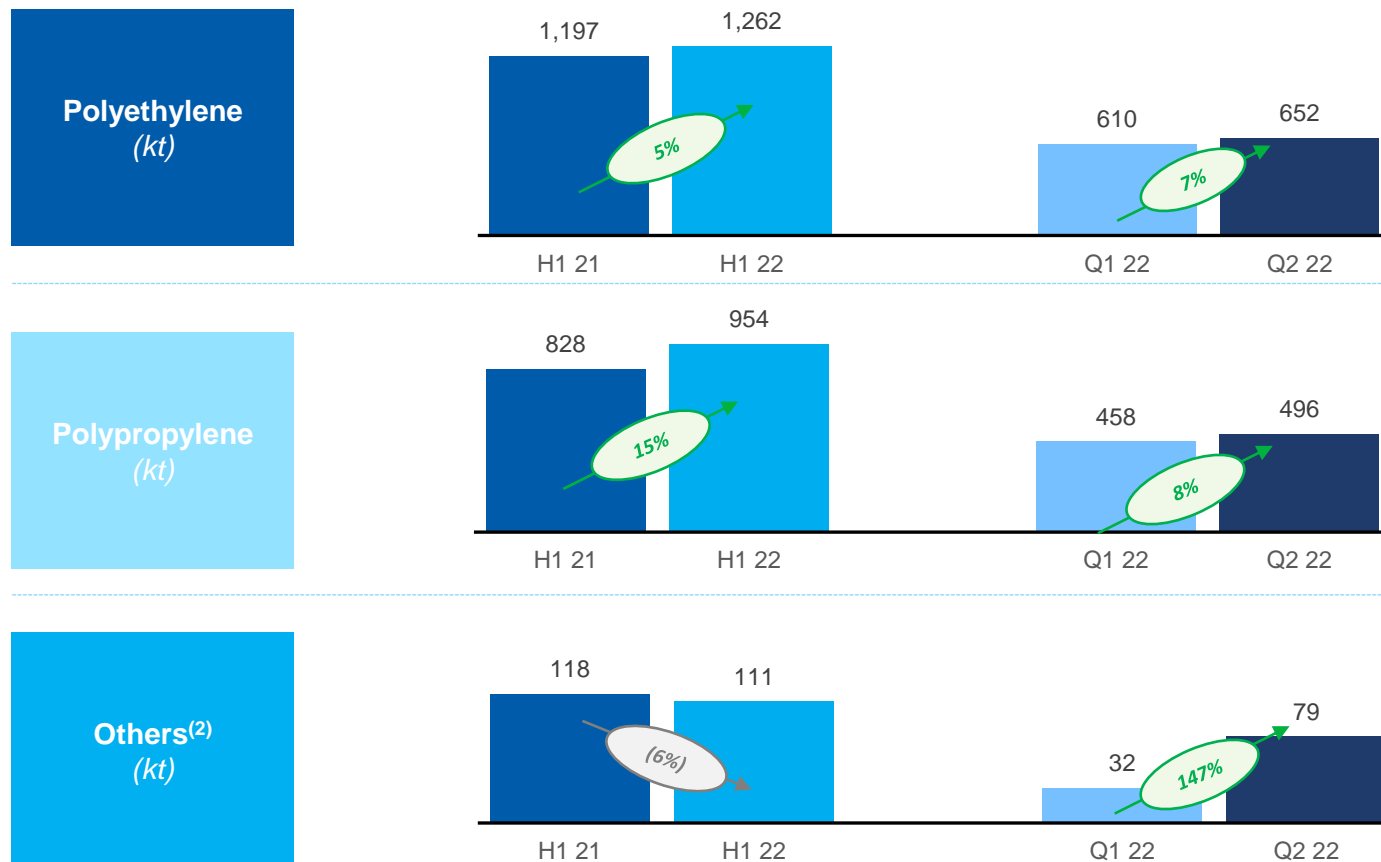 Polyethylene
(kt)
1,197
1,262
5%
H1 21
H1 22
610
652
7%
Q1 22
Q2 22
Polypropylene
(kt)
828
954
15%
H1 21
H1 22
458
496
8%
Q1 22
Q2 22
Others(2)
(kt)
118
111
(6%)
H1 21
H1 22
32
79
147%
Q1 22
Q2 22